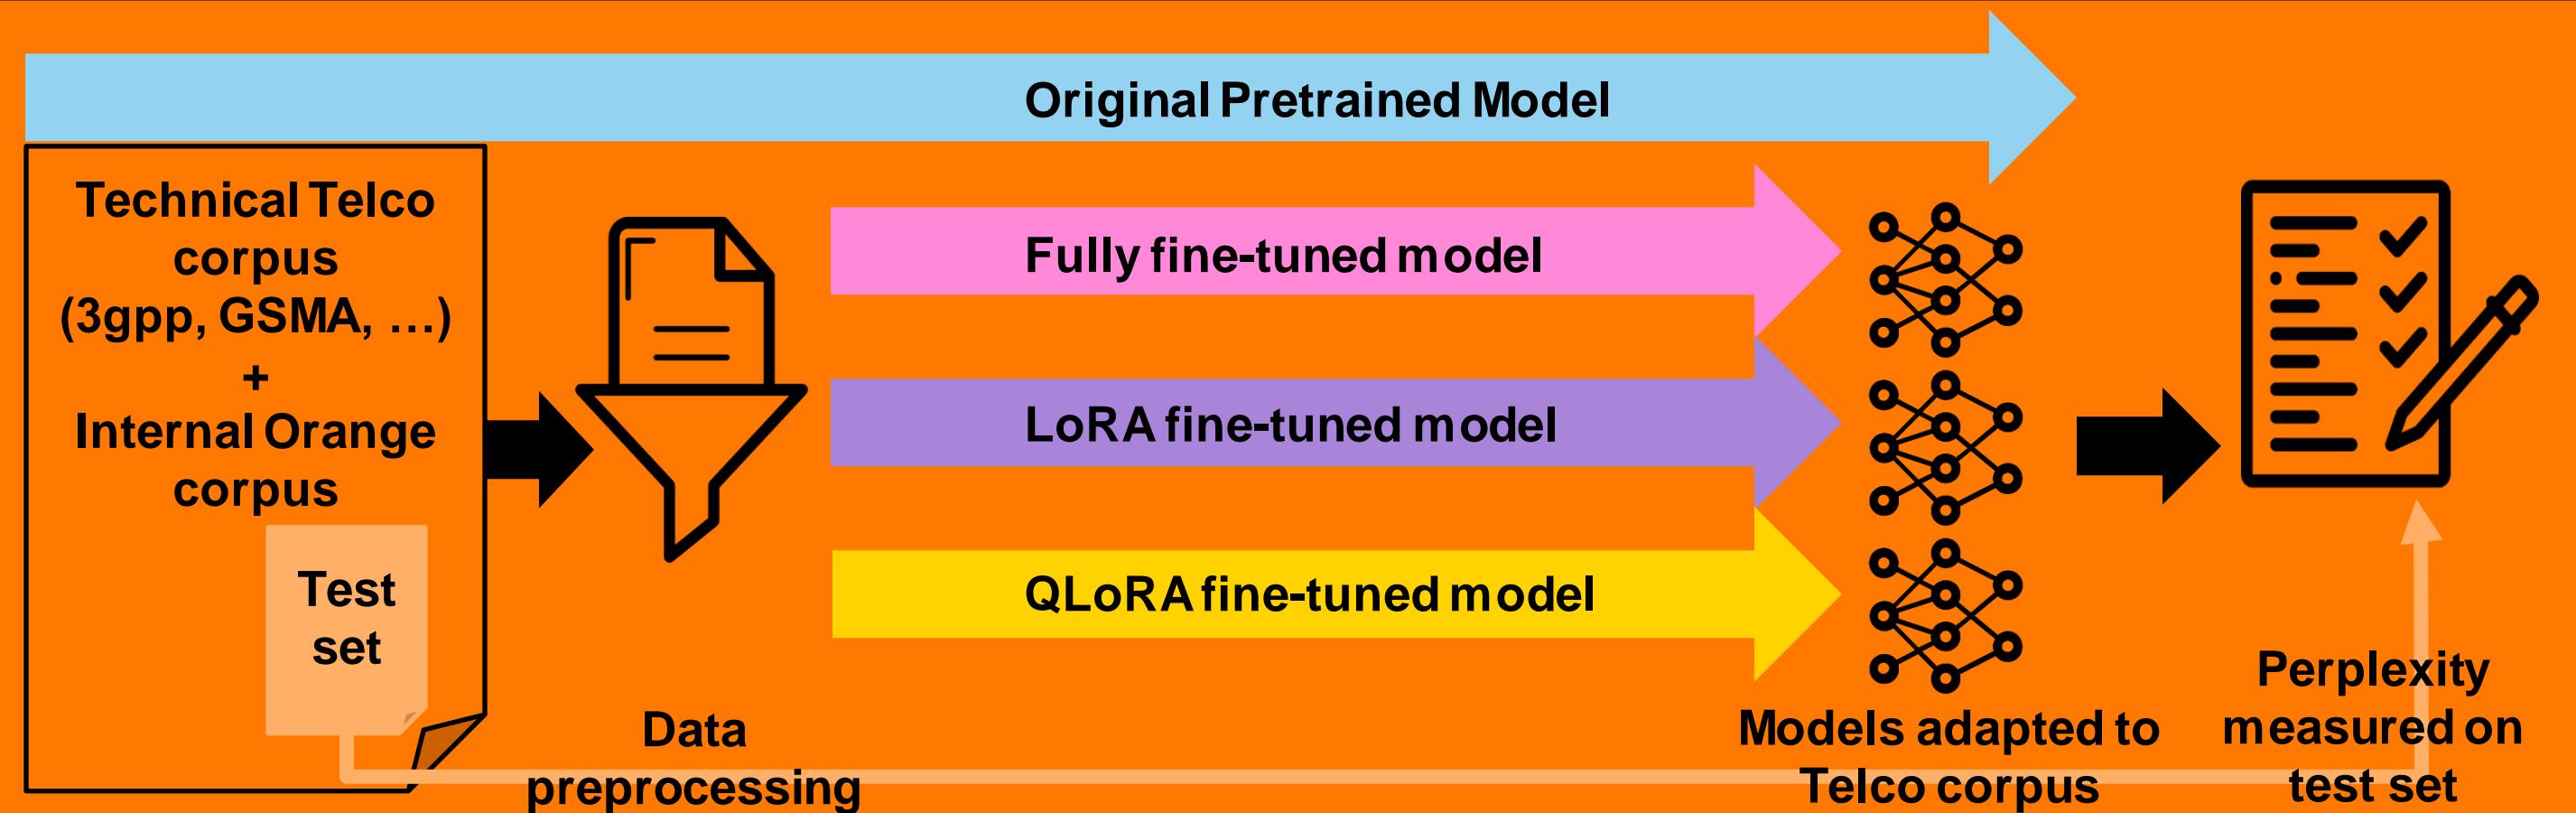 Original Pretrained Model
Technical Telco
corpus
(3gpp, GSMA, …)
+
Internal Orange
corpus
Test
set
Data
preprocessing
Fully fine-tuned model
LoRA fine-tuned model
QLoRA fine-tuned model
Models adapted to
Telco corpus
Perplexity
measured on
test set